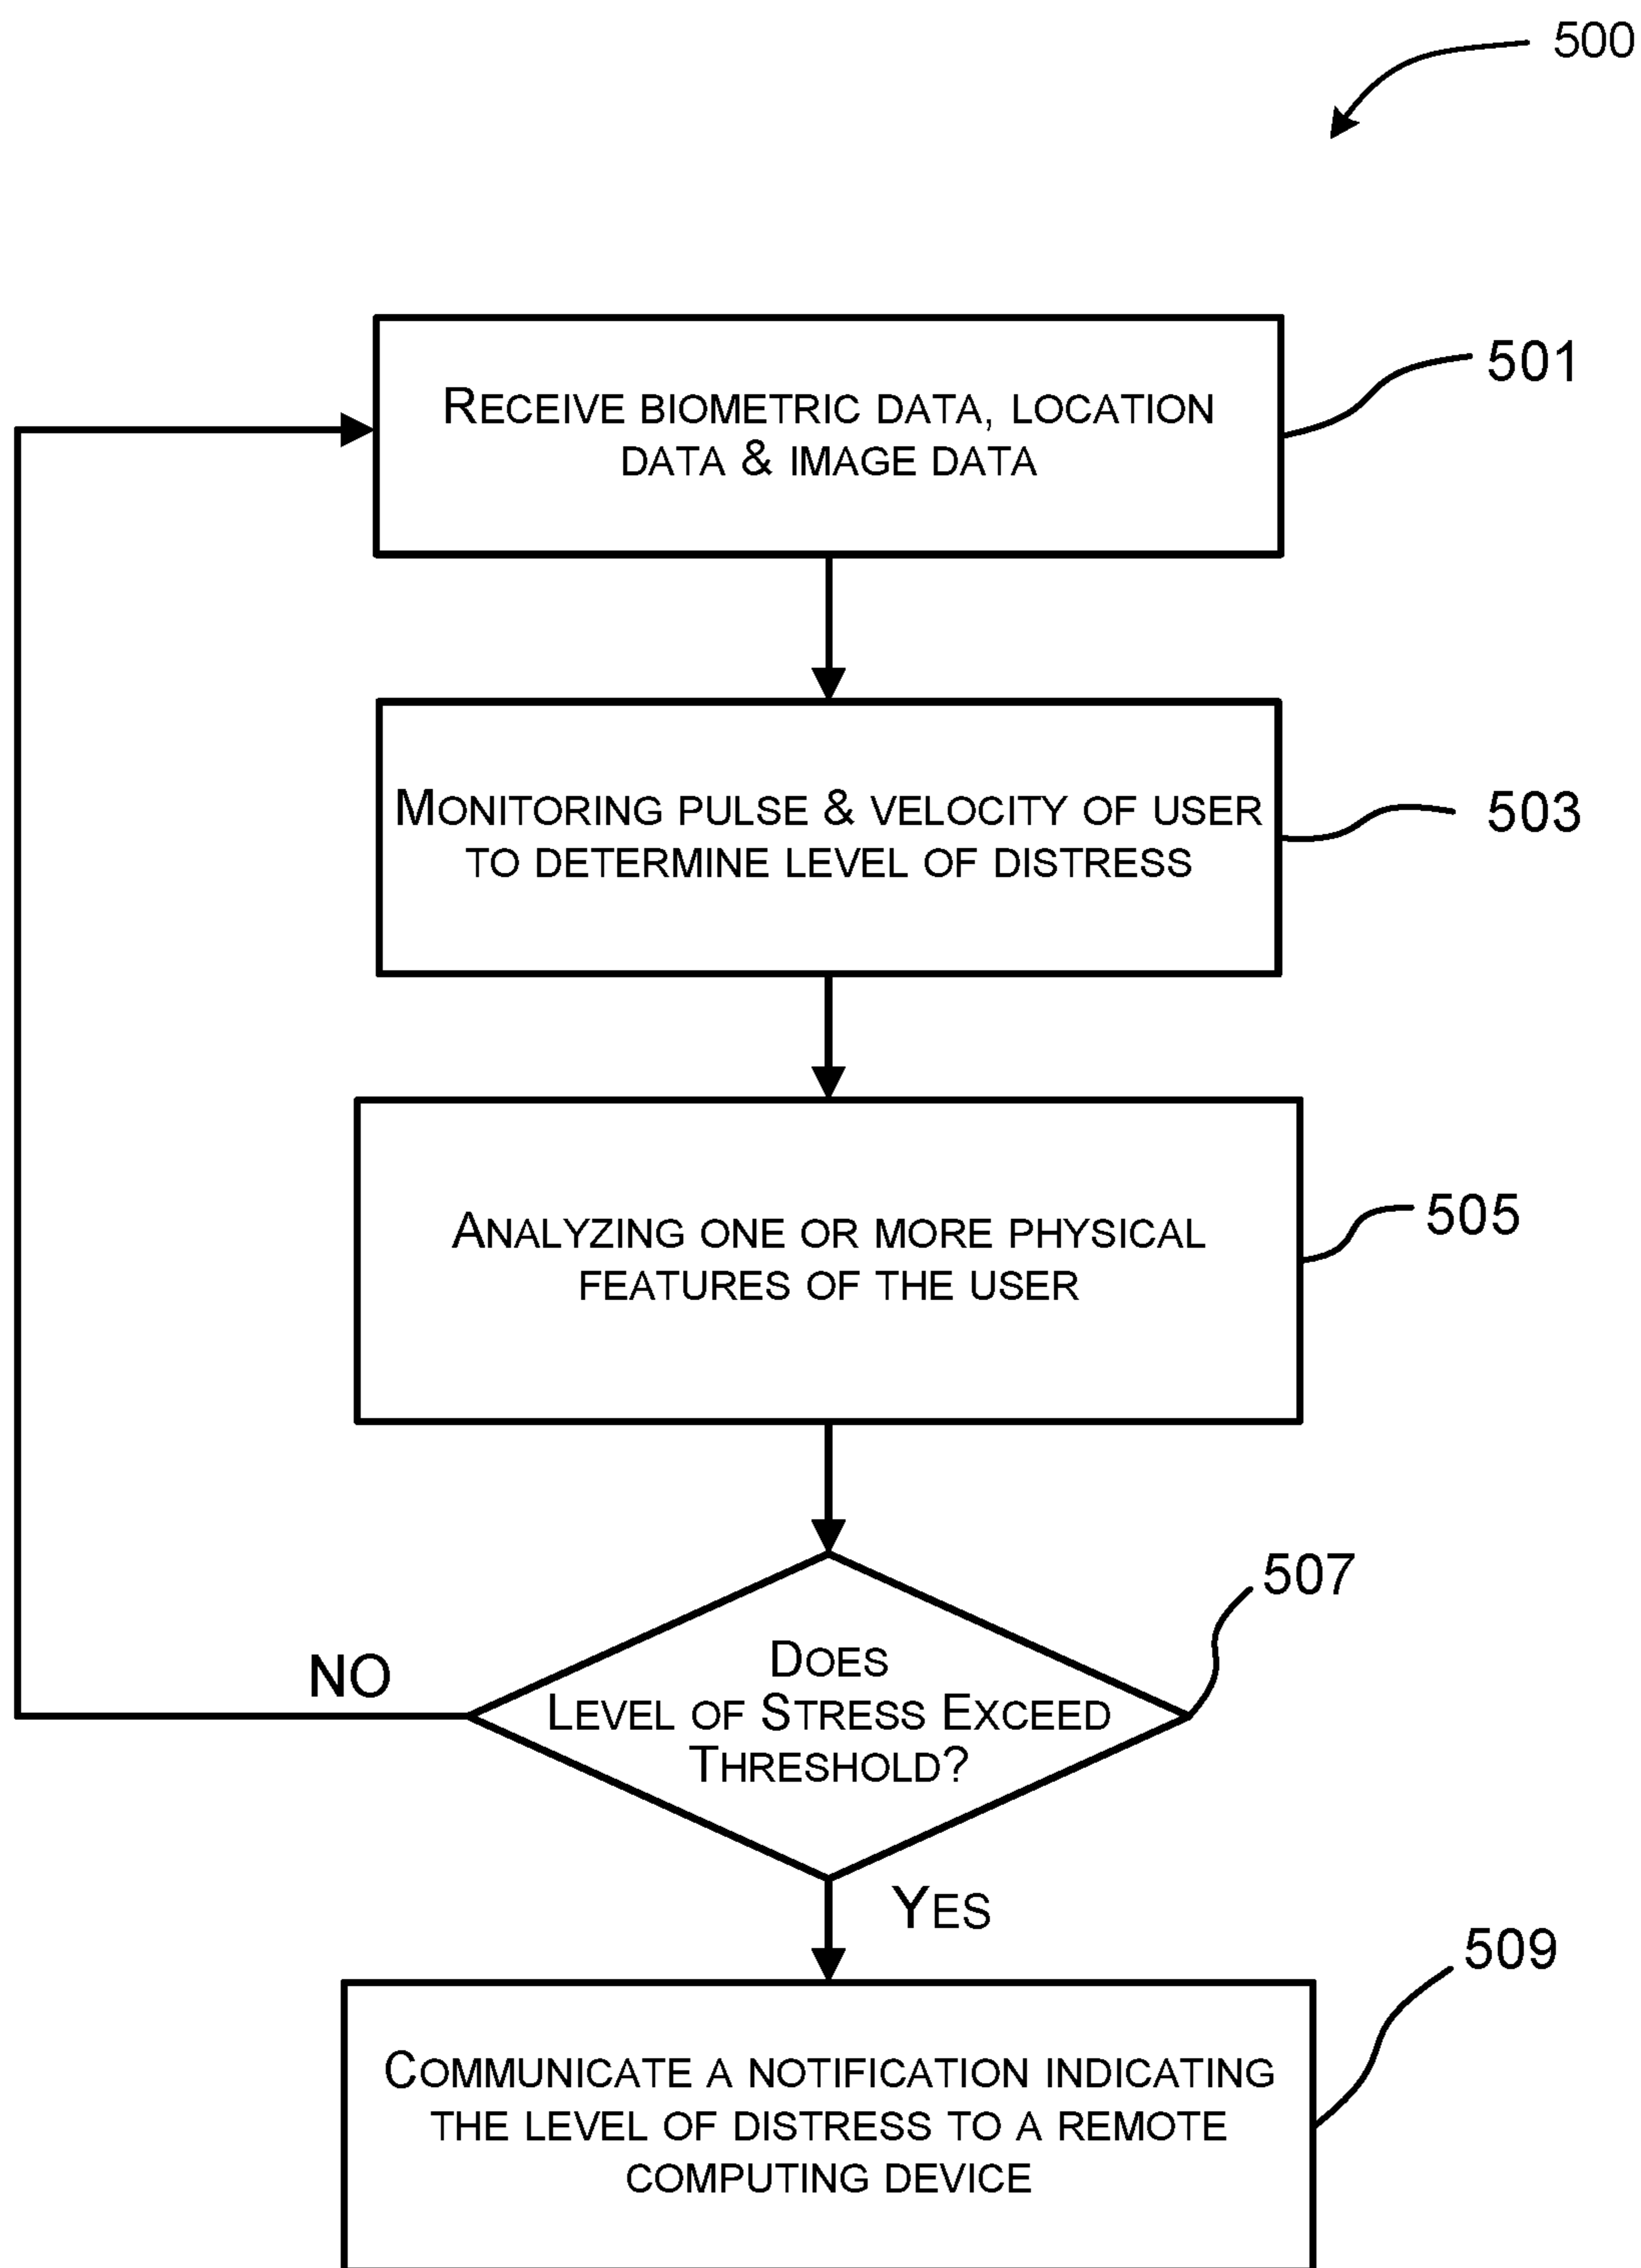 500
RECEIVE BIOMETRIC DATA, LOCATION
DATA & IMAGE DATA
501
MONITORING PULSE & VELOCITY OF USER
TO DETERMINE LEVEL OF DISTRESS
503
ANALYZING ONE OR MORE PHYSICAL
FEATURES OF THE USER
505
507
DOES
LEVEL OF STRESS EXCEED
THRESHOLD?
NO
YES
509
COMMUNICATE A NOTIFICATION INDICATING
THE LEVEL OF DISTRESS TO A REMOTE
COMPUTING DEVICE